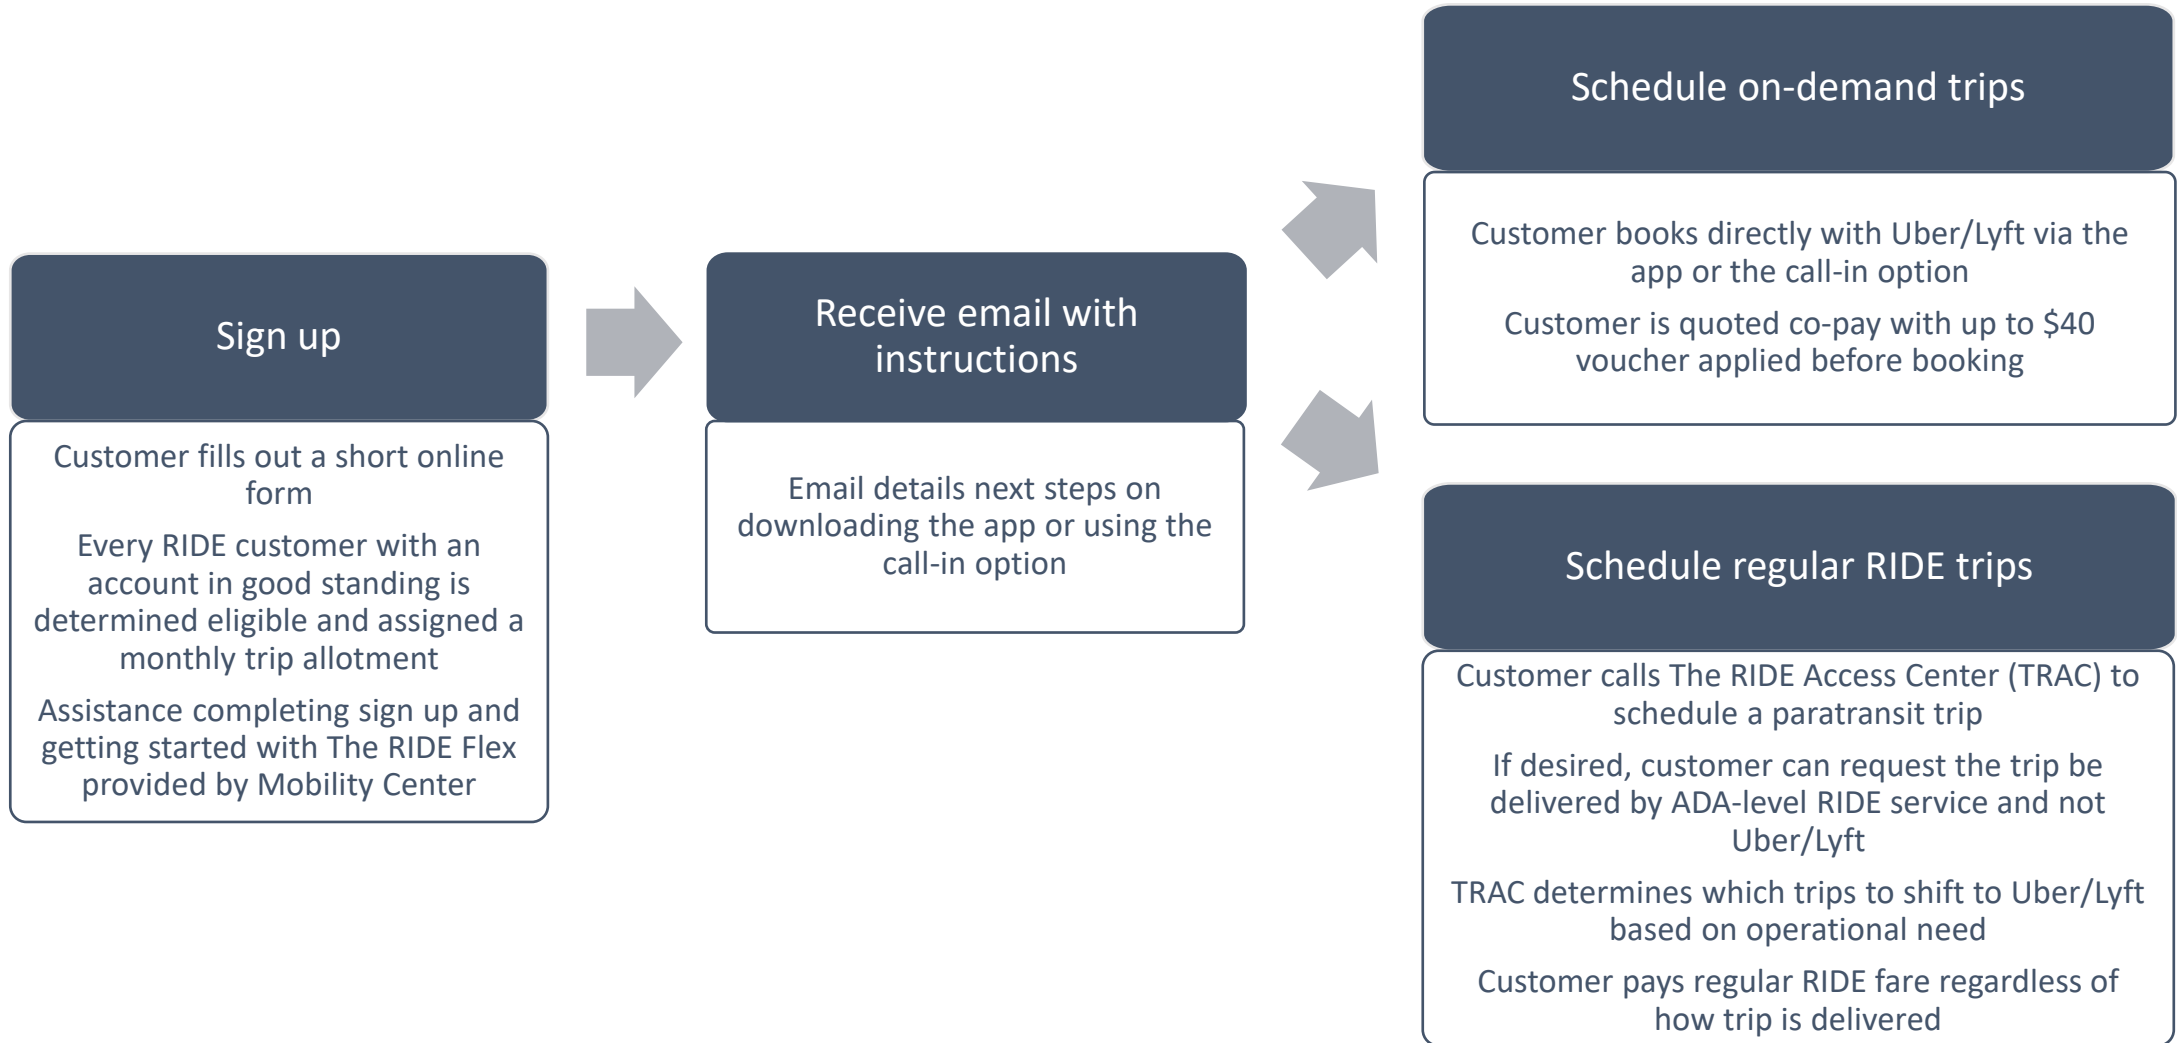 Sign up
Customer fills out a short online
form
Every RIDE customer with an
account in good standing is
determined eligible and assigned a
monthly trip allotment
Assistance completing sign up and
getting started with The RIDE Flex
provided by Mobility Center
Receive email with
instructions
Email details next steps on
downloading the app or using the
call-in option
Schedule on-demand trips
Customer books directly with Uber/Lyft via the
app or the call-in option
Customer is quoted co-pay with up to $40
voucher applied before booking
Schedule regular RIDE trips
Customer calls The RIDE Access Center (TRAC) to
schedule a paratransit trip
If desired, customer can request the trip be
delivered by ADA-level RIDE service and not
Uber/Lyft
TRAC determines which trips to shift to Uber/Lyft
based on operational need
Customer pays regular RIDE fare regardless of
how trip is delivered